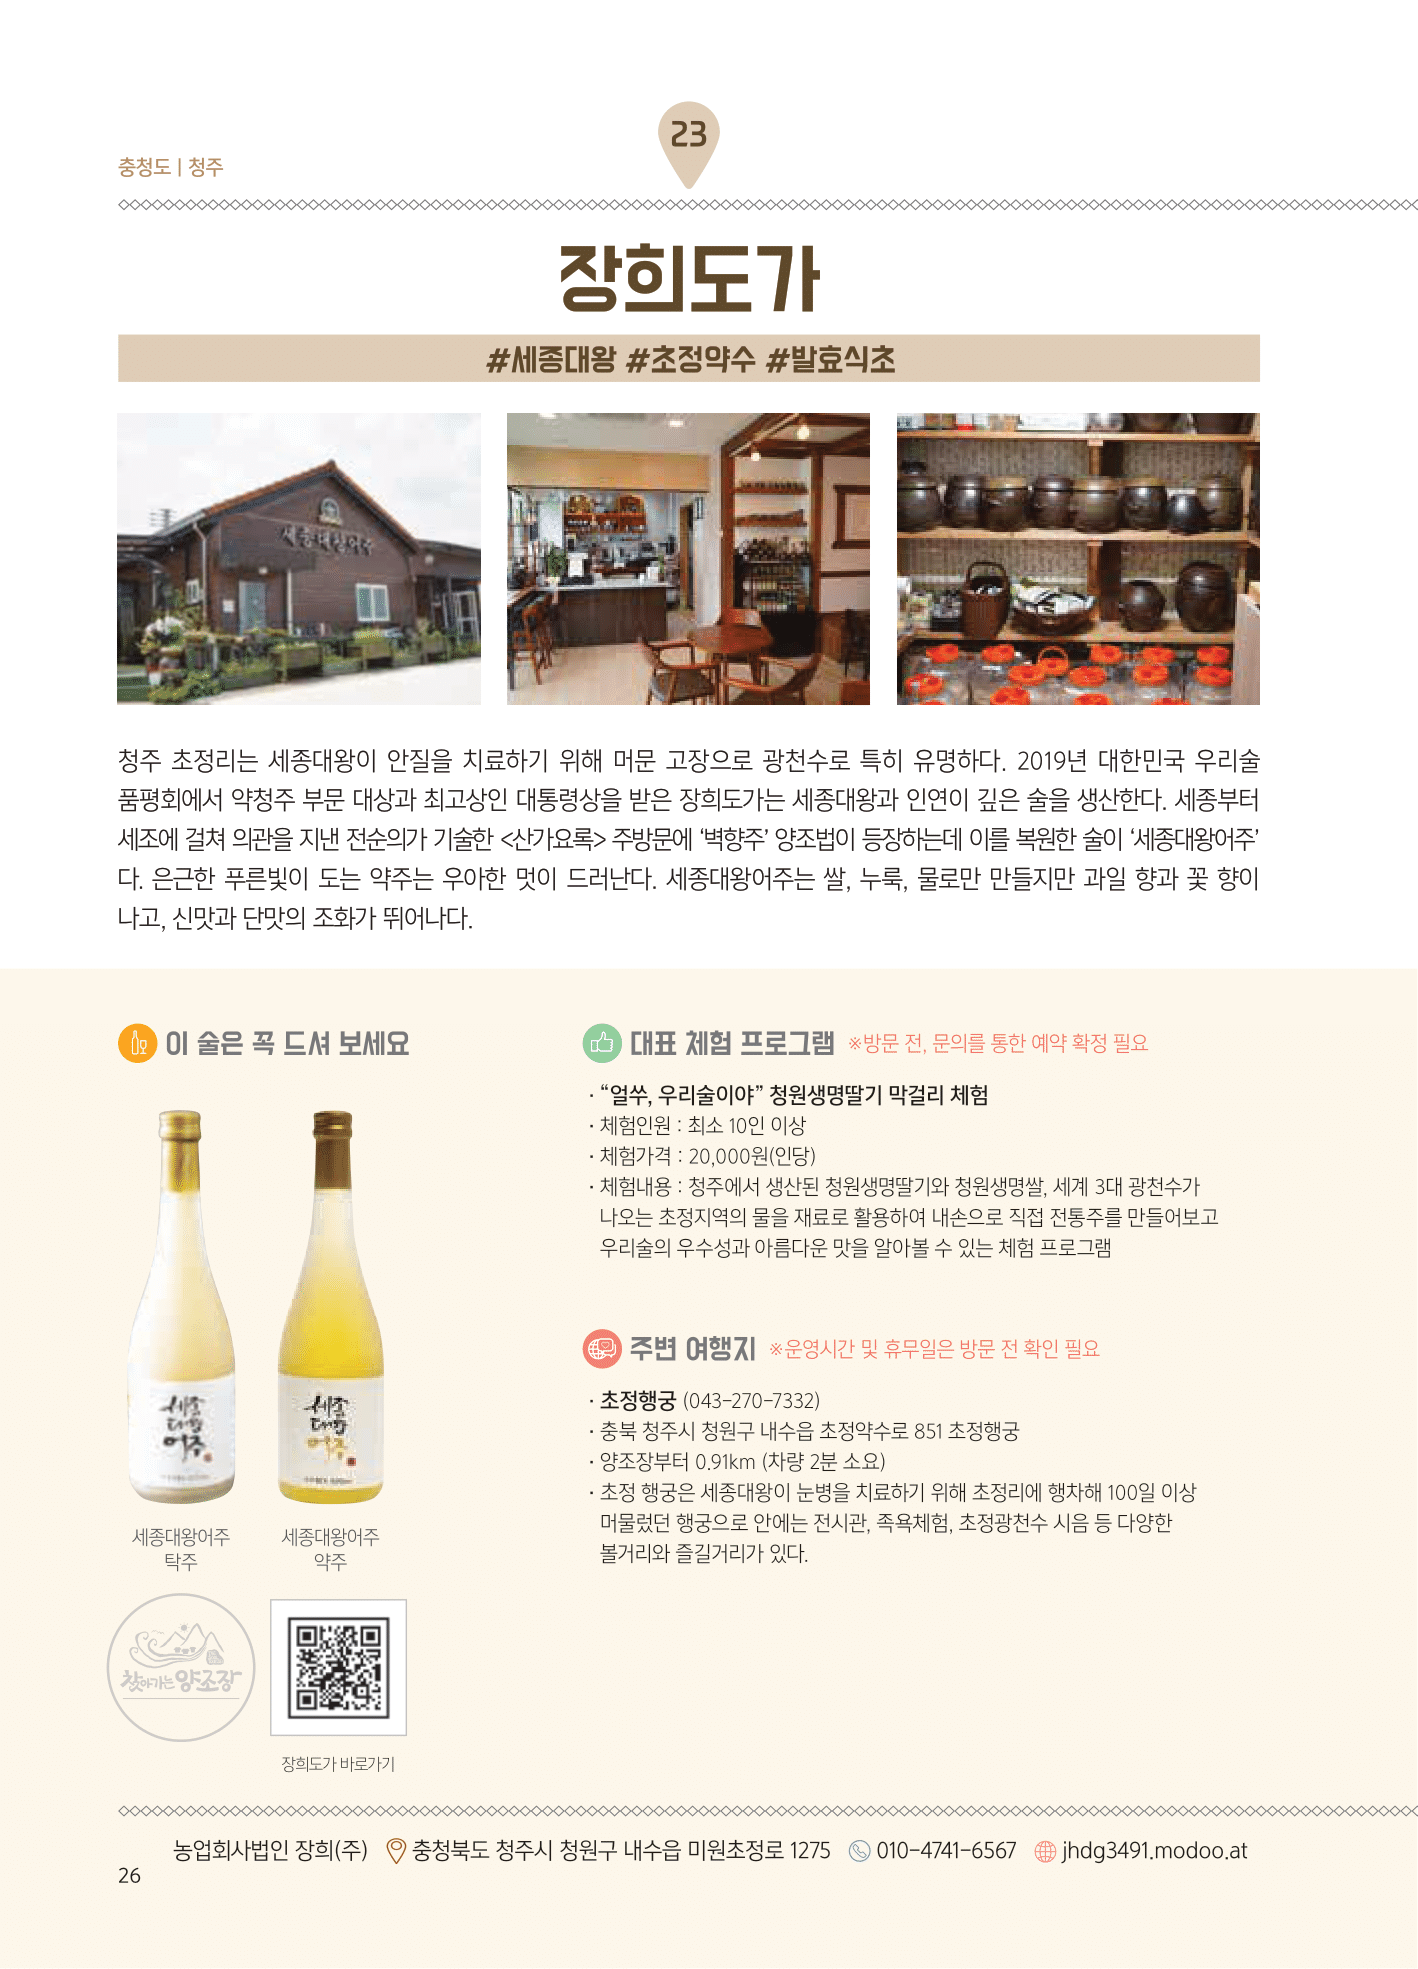 23
충청도 | 청주
장희도가
#세종대왕 #초정약수 #발효식초
세종대왕어주
청주 초정리는 세종대왕이 안질을 치료하기 위해 머문 고장으로 광천수로 특히 유명하다. 2019년 대한민국 우리술
품평회에서 약청주 부문 대상과 최고상인 대통령상을 받은 장희도가는 세종대왕과 인연이 깊은 술을 생산한다. 세종부터
세조에 걸쳐 의관을 지낸 전순의가 기술한 <산가요록> 주방문에 ‘벽향주’ 양조법이 등장하는데 이를 복원한 술이 ‘세종대왕어주’
다. 은근한 푸른빛이 도는 약주는 우아한 멋이 드러난다. 세종대왕어주는 쌀, 누룩, 물로만 만들지만 과일 향과 꽃 향이
나고, 신맛과 단맛의 조화가 뛰어나다.
이 술은 꼭 드셔 보세요
세종
대왕
어주
세종
대왕
어주
세종대왕어주
탁주
세종대왕어주
약주
찾아가는 양조장
장희도가 바로가기
대표 체험 프로그램 ※방문 전, 문의를 통한 예약 확정 필요
· “얼쑤, 우리술이야” 청원생명딸기 막걸리 체험
· 체험인원 : 최소 10인 이상
· 체험가격 : 20,000원(인당)
· 체험내용 : 청주에서 생산된 청원생명딸기와 청원생명쌀, 세계 3대 광천수가
나오는 초정지역의 물을 재료로 활용하여 내손으로 직접 전통주를 만들어보고
우리술의 우수성과 아름다운 맛을 알아볼 수 있는 체험 프로그램
주변 여행지 ※운영시간 및 휴무일은 방문 전 확인 필요
· 초정행궁 (043-270-7332)
· 충북 청주시 청원구 내수읍 초정약수로 851 초정행궁
· 양조장부터 0.91km (차량 2분 소요)
· 초정 행궁은 세종대왕이 눈병을 치료하기 위해 초정리에 행차해 100일 이상
머물렀던 행궁으로 안에는 전시관, 족욕체험, 초정광천수 시음 등 다양한
볼거리와 즐길거리가 있다.
농업회사법인 장희(주) 충청북도 청주시 청원구 내수읍 미원초정로 1275 010-4741-6567 jhdg3491.modoo.at
26